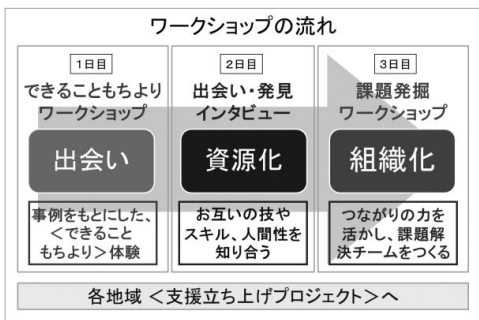 ワークショップの流れ
1日目
できることもちより
ワークショップ
出会い
事例をもとにした、
＜できること
もちより＞体験
2日目
出会い・発見
インタビュー
資源化
お互いの技や
スキル、人間性を
知り合う
3日目
課題発掘
ワークショップ
組織化
つながりの力を
活かし、課題解
決チームをつくる
各地域 ＜支援立ち上げプロジェクト＞へ